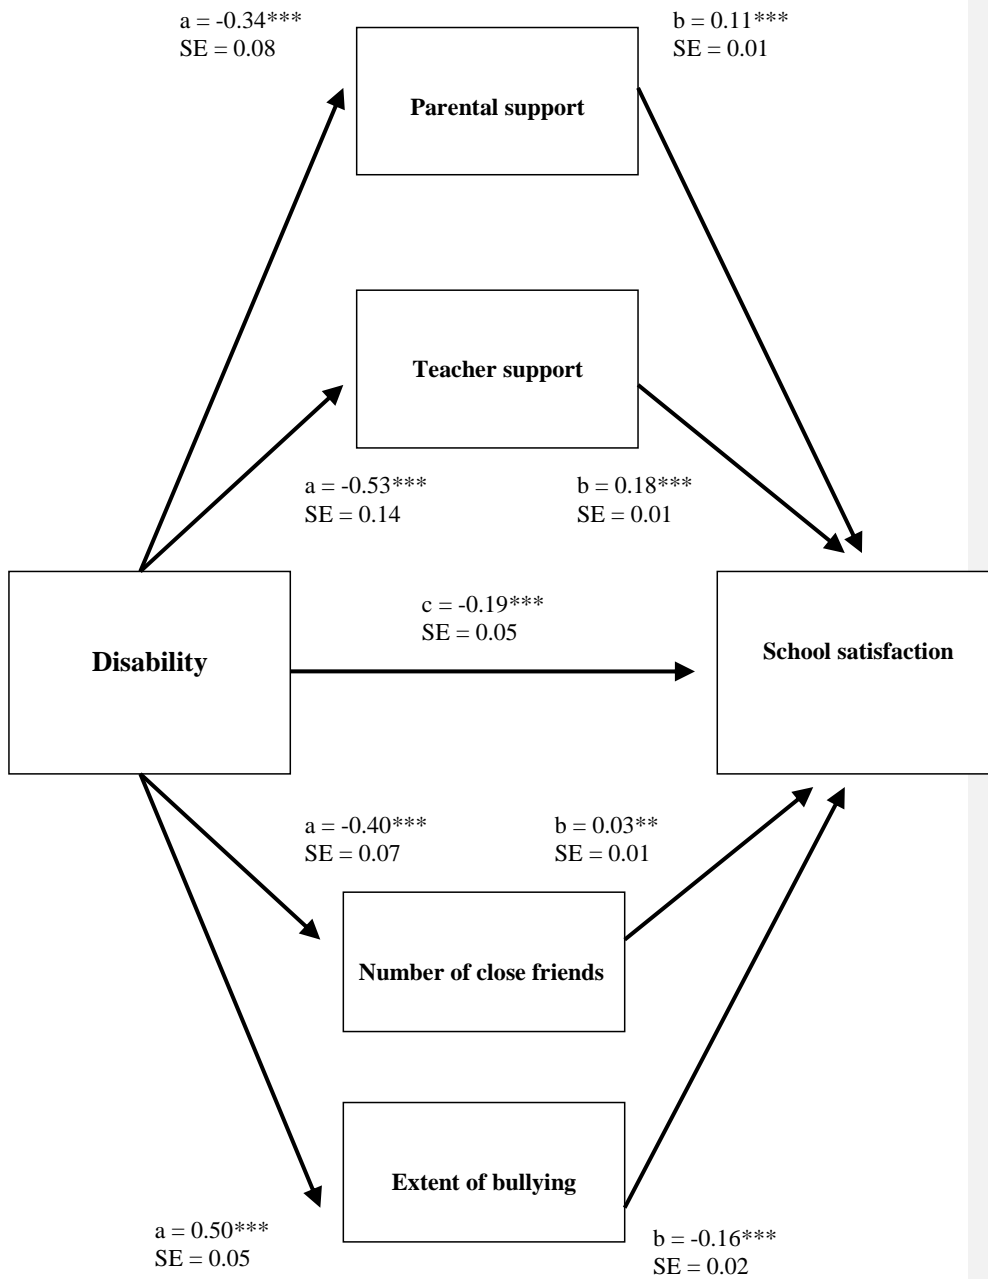 a = -0.34***
SE = 0.08
b = 0.11***
SE = 0.01
Parental support
Teacher support
a = -0.53***
SE = 0.14
b = 0.18***
SE = 0.01
c = -0.19***
SE = 0.05
Disability
School satisfaction
a = -0.40***
SE = 0.07
b = 0.03**
SE = 0.01
Number of close friends
Extent of bullying
a = 0.50***
SE = 0.05
b = -0.16***
SE = 0.02